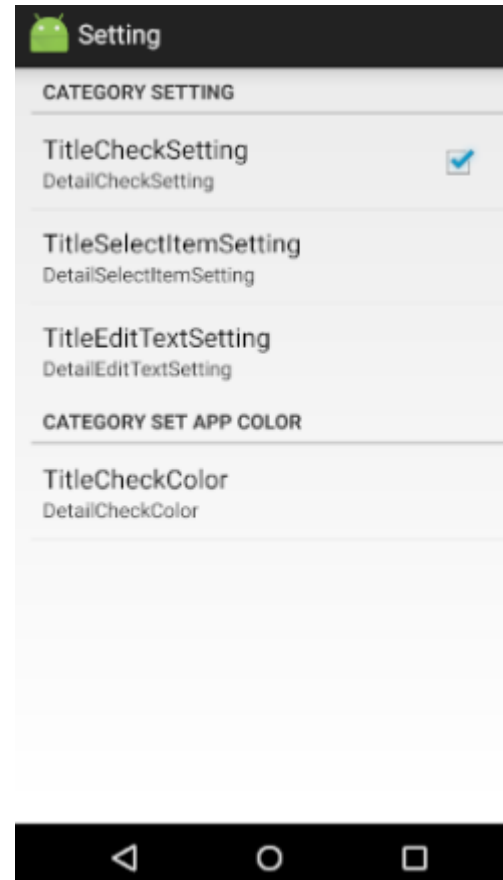 Setting
CATEGORY SETTING
TitleCheckSetting
DetailCheckSetting
TitleSelectItemSetting
DetailSelectItemSetting
TitleEditTextSetting
DetailEditTextSetting
CATEGORY SET APP COLOR
TitleCheckColor
DetailCheckColor